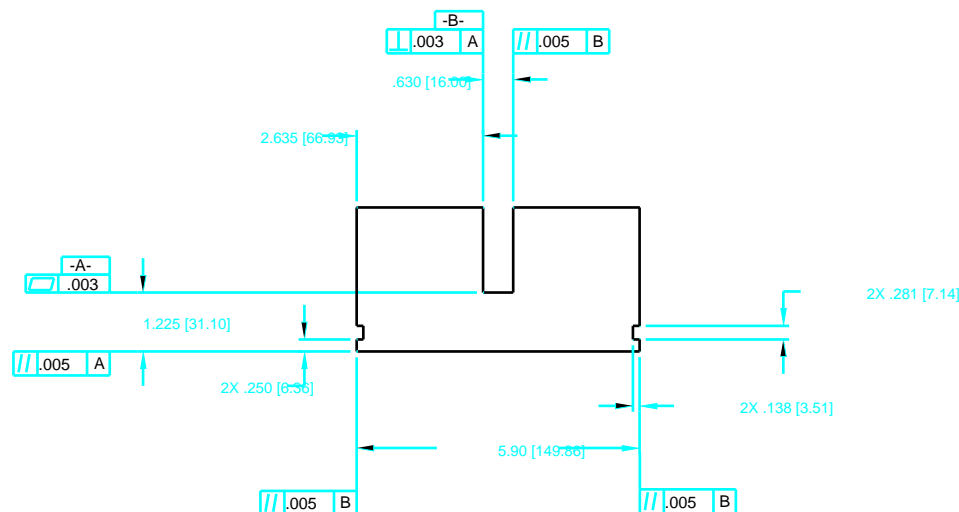 -B-
.003 A
.005 B
.630 [16.00]
2.635 [66.93]
-A-
.003
2X .281 [7.14]
1.225 [31.10]
.005 A
2X .250 [6.36]
2X .138 [3.51]
5.90 [149.86]
.005 B
.005 B